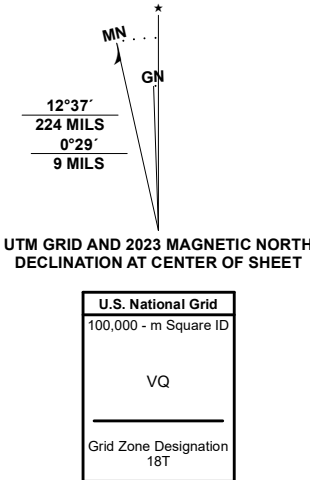 ★
MN
GN
12°37´
224 MILS
0°29´
9 MILS
UTM GRID AND 2023 MAGNETIC NORTH
DECLINATION AT CENTER OF SHEET
U.S. National Grid
100,000 - m Square ID
VQ
Grid Zone Designation
18T